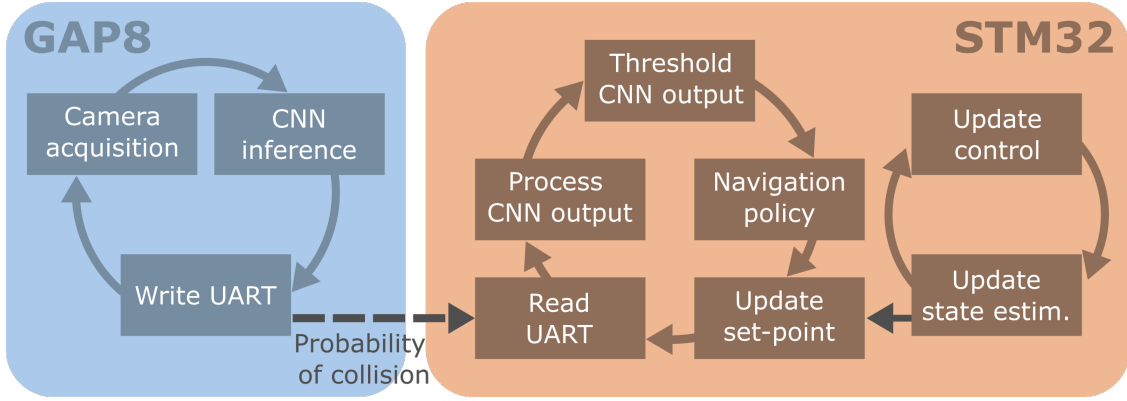 GAP8
Camera
acquisition
CNN
inference
Write UART
Probability
of collision
STM32
Threshold
CNN output
Process
CNN output
Navigation
policy
Read
UART
Update
set-point
Update
control
Update
state estim.